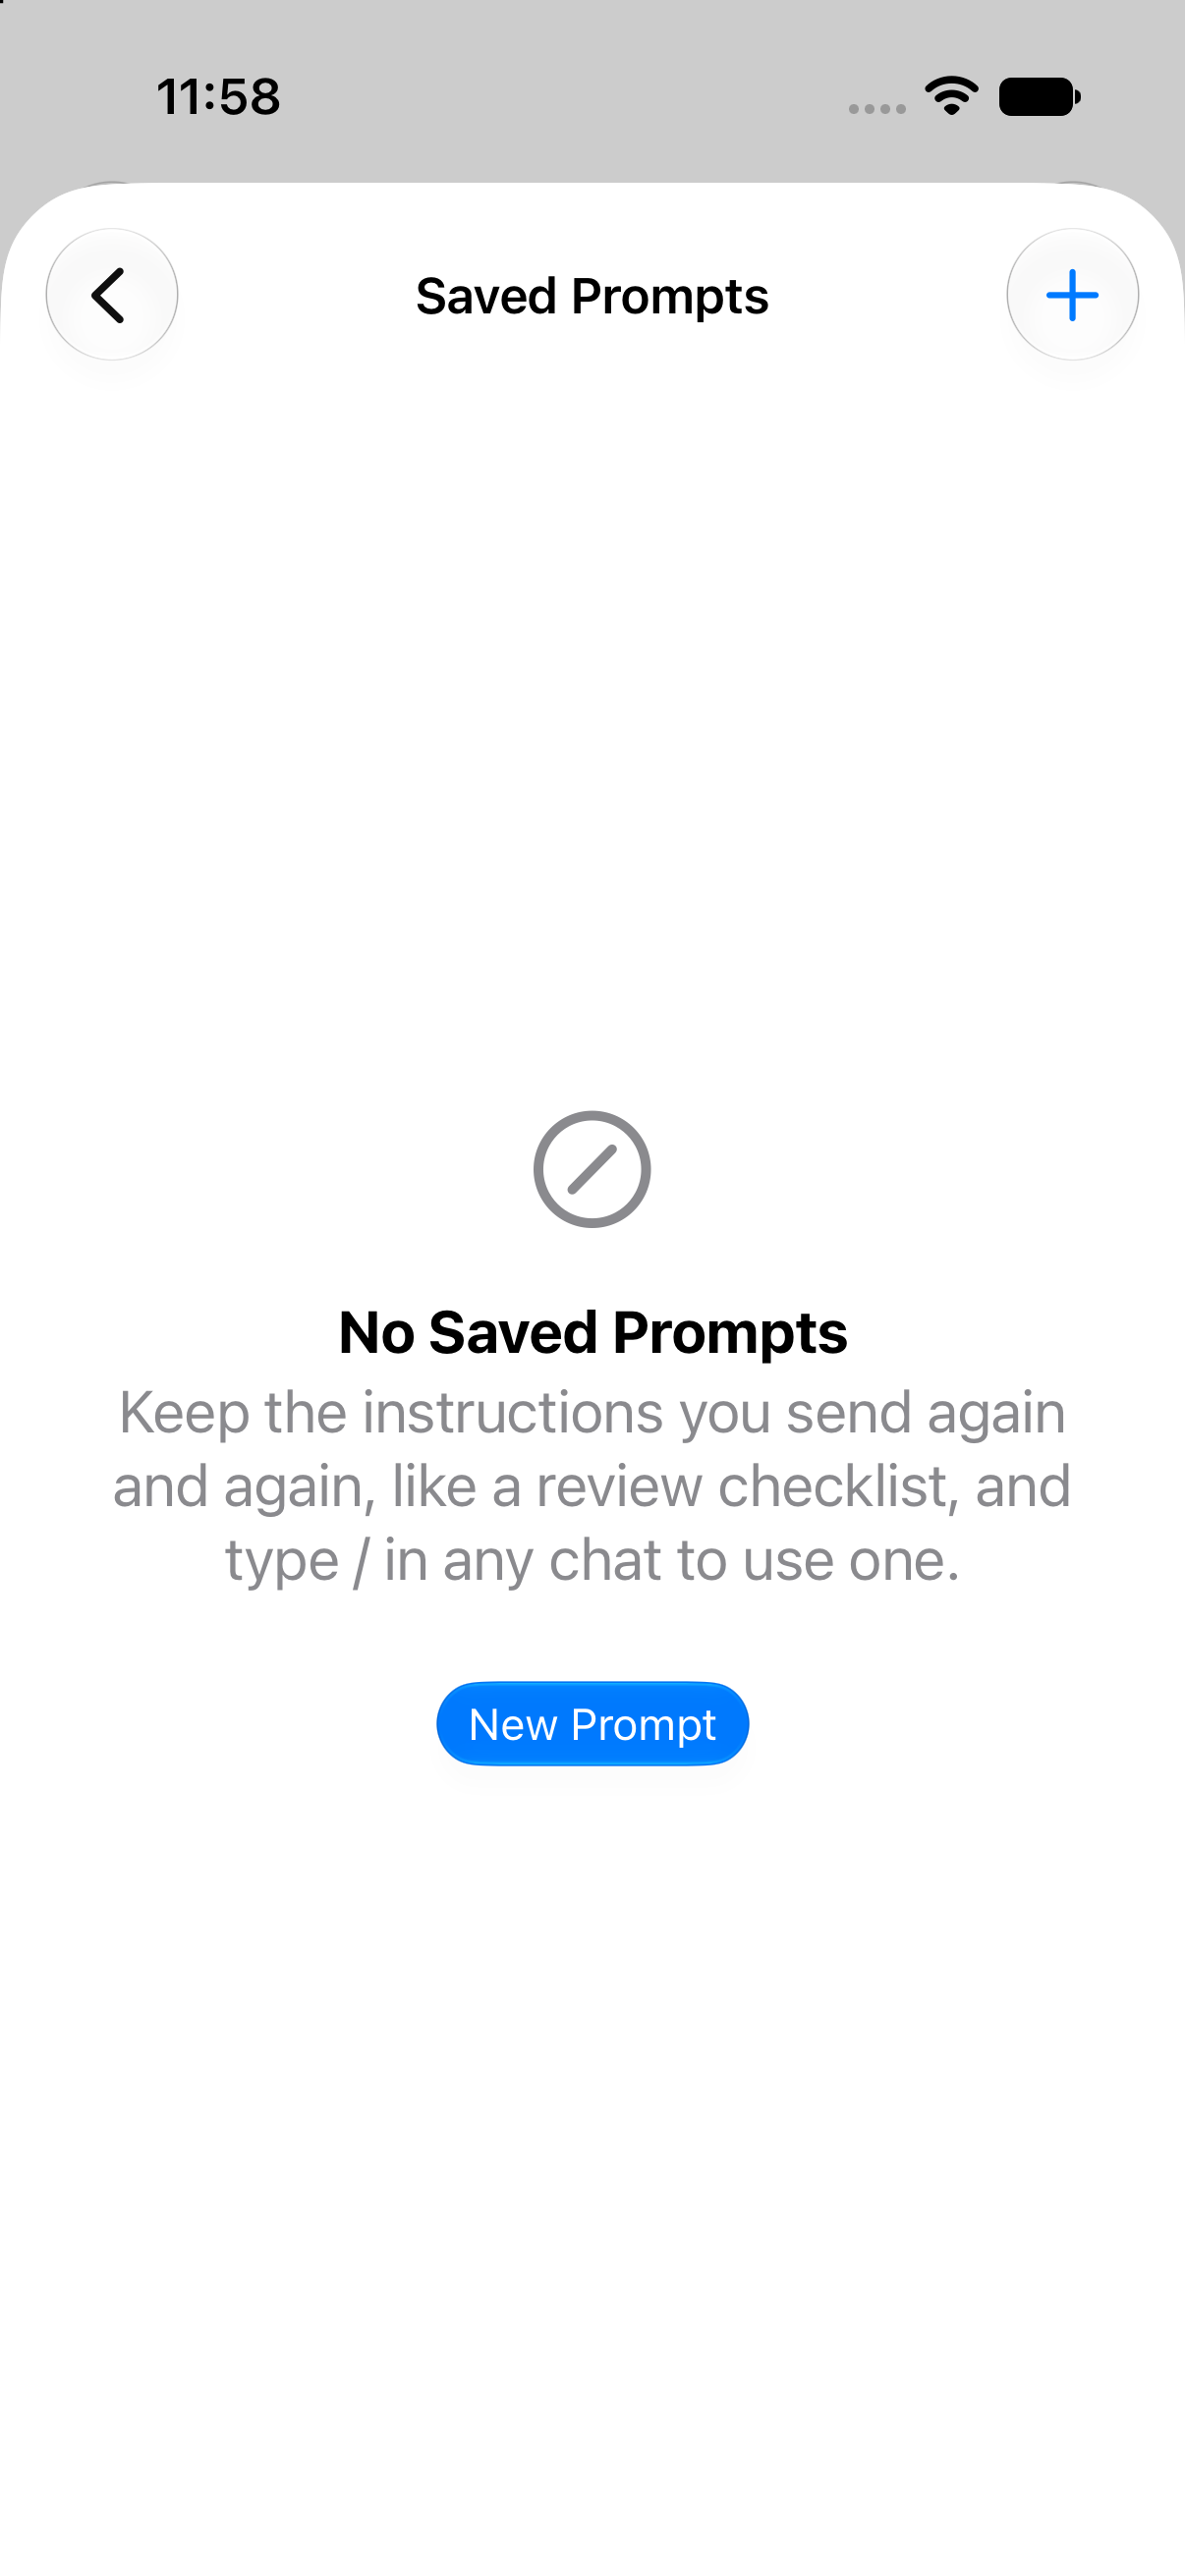 11:58
Saved Prompts
No Saved Prompts
Keep the instructions you send again
and again, like a review checklist, and
type / in any chat to use one.
New Prompt